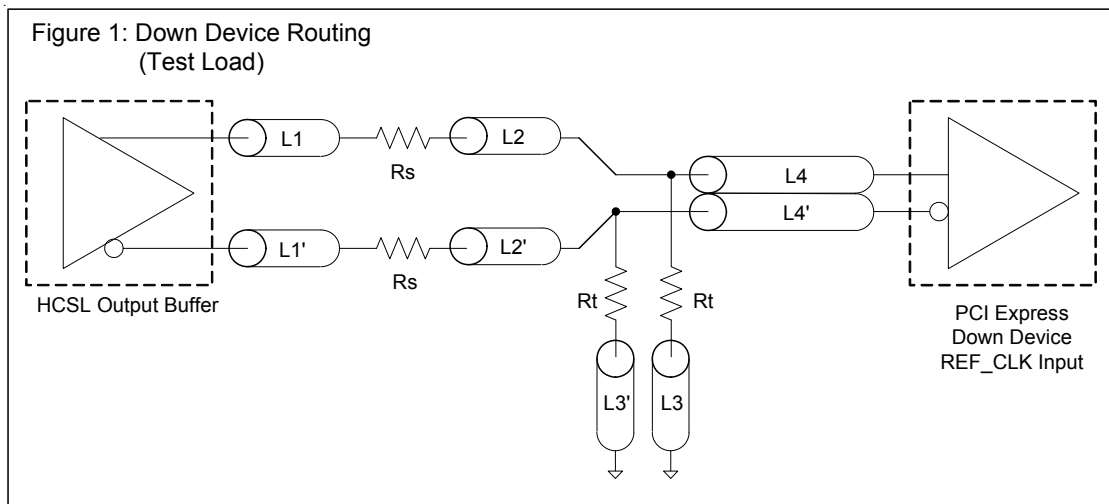 Figure 1: Down Device Routing
(Test Load)
L1
Rs
L2
L4
L4'
L1'
Rs
L2'
HCSL Output Buffer
Rt
Rt
PCI Express
Down Device
REF_CLK Input
L3'
L3